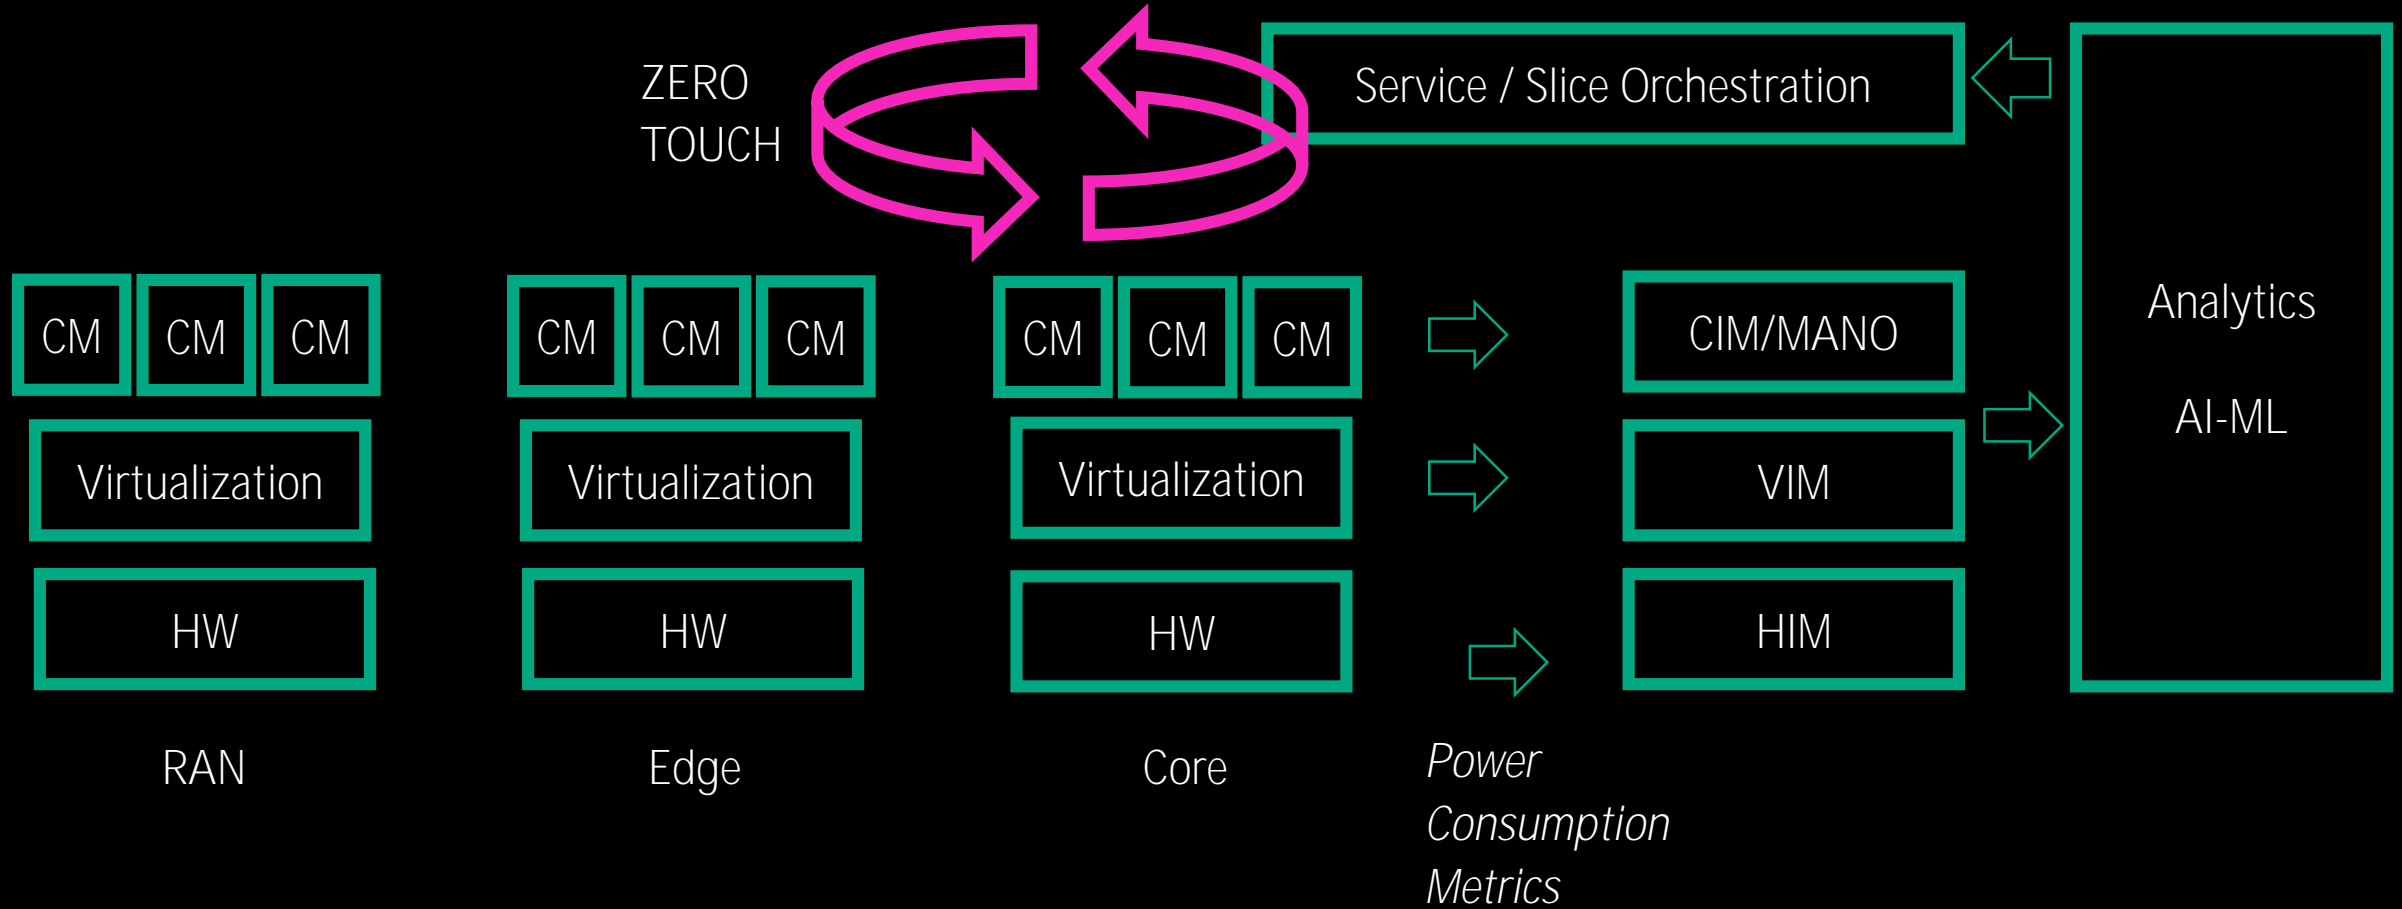 ZERO
TOUCH
Service / Slice Orchestration
CM CM CM
CM CM CM
CM CM CM
CIM/MANO
Analytics
AI-ML
Virtualization
Virtualization
Virtualization
VIM
HW
HW
HW
HIM
RAN
Edge
Core
Power
Consumption
Metrics